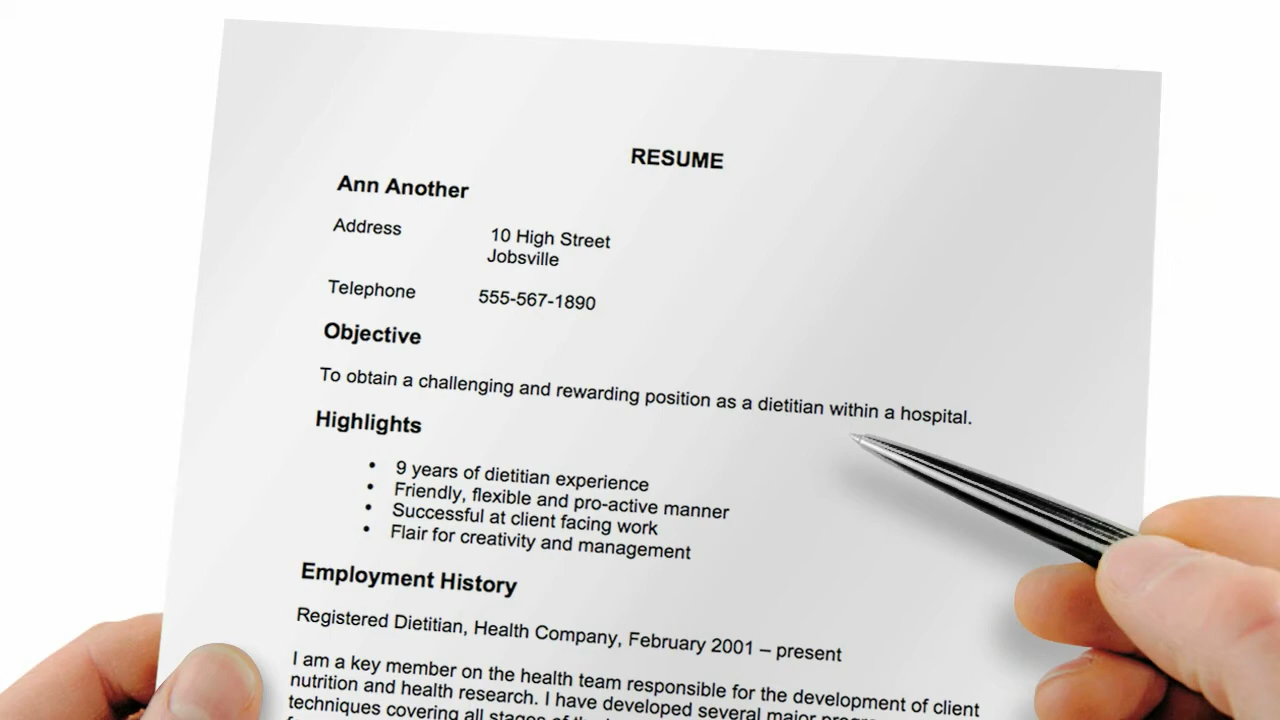 RESUME
Ann Another
Address 10 High Street
Jobsville
Telephone 555-567-1890
Objective
To obtain a challenging and rewarding position as a dietitian within a hospital.
Highlights
• 9 years of dietitian experience
• Friendly, flexible and pro-active manner
• Successful at client facing work
• Flair for creativity and management
Employment History
Registered Dietitian, Health Company, February 2001 – present
I am a key member on the health team responsible for the development of client
nutrition and health research. I have developed several major
techniques covering all stages of the